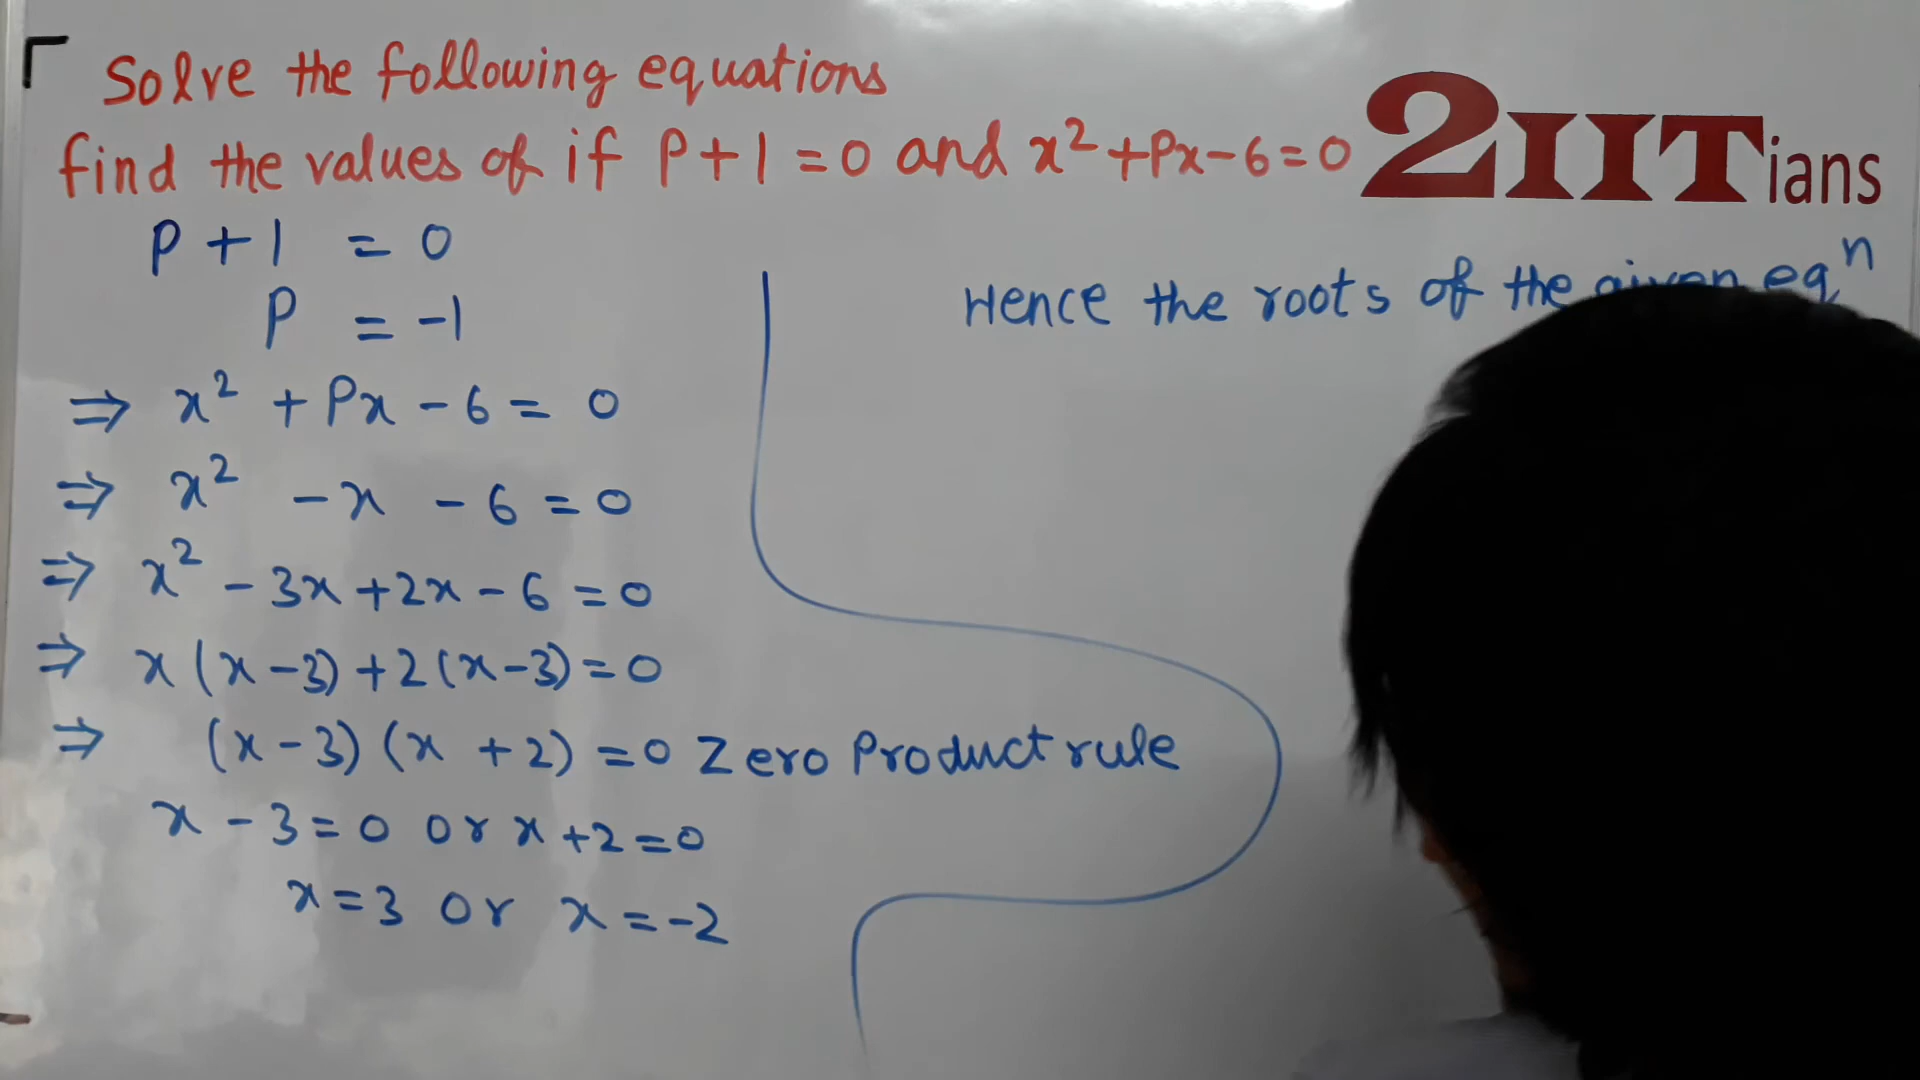 Solve the following equations
find the values of if P+1=0 and x²+Px-6=0
2IITians
P+1 = 0
P = -1
⇒ x² + Px - 6 = 0
⇒ x² - x - 6 = 0
⇒ x² - 3x + 2x - 6 = 0
⇒ x(x-3)+2(x-3)=0
⇒ (x-3)(x+2)=0 Zero Product rule
x-3=0 or x+2=0
x=3 or x=-2
Hence the roots of the given eqⁿ